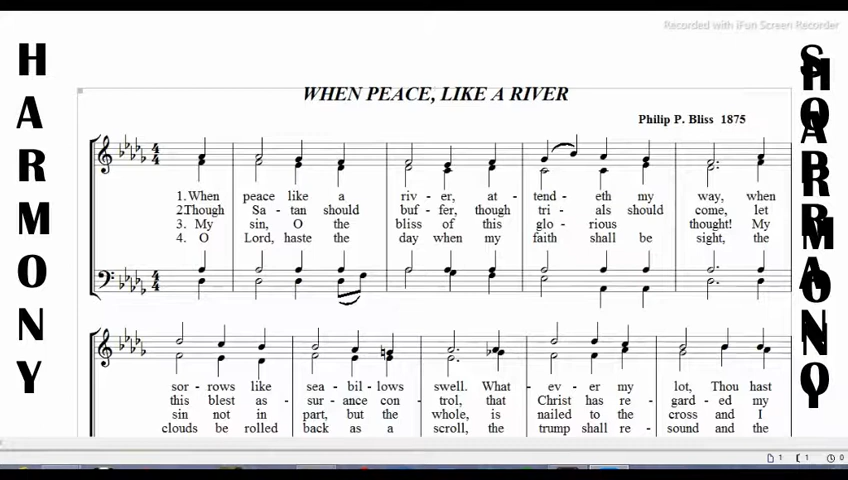 Recorded with iFun Screen Recorder
HARMONY
WHEN PEACE, LIKE A RIVER
Philip P. Bliss 1875
1. When peace like a riv - er, at - tend - eth my way, when
2.Though Sa - tan should buf - fer, though tri - als should come, let
3. My sin, O the bliss of this glo - rious thought! My
4. O Lord, haste the day when my faith shall be sight, the
sor - rows like sea - bil - lows swell. What - ev - er my lot, Thou hast
this blest as - sur - ance con - trol, that Christ has re - gard - ed my
sin not in part, but the whole, is nailed to the cross and I
clouds be rolled back as a scroll, the trump shall re - sound and the